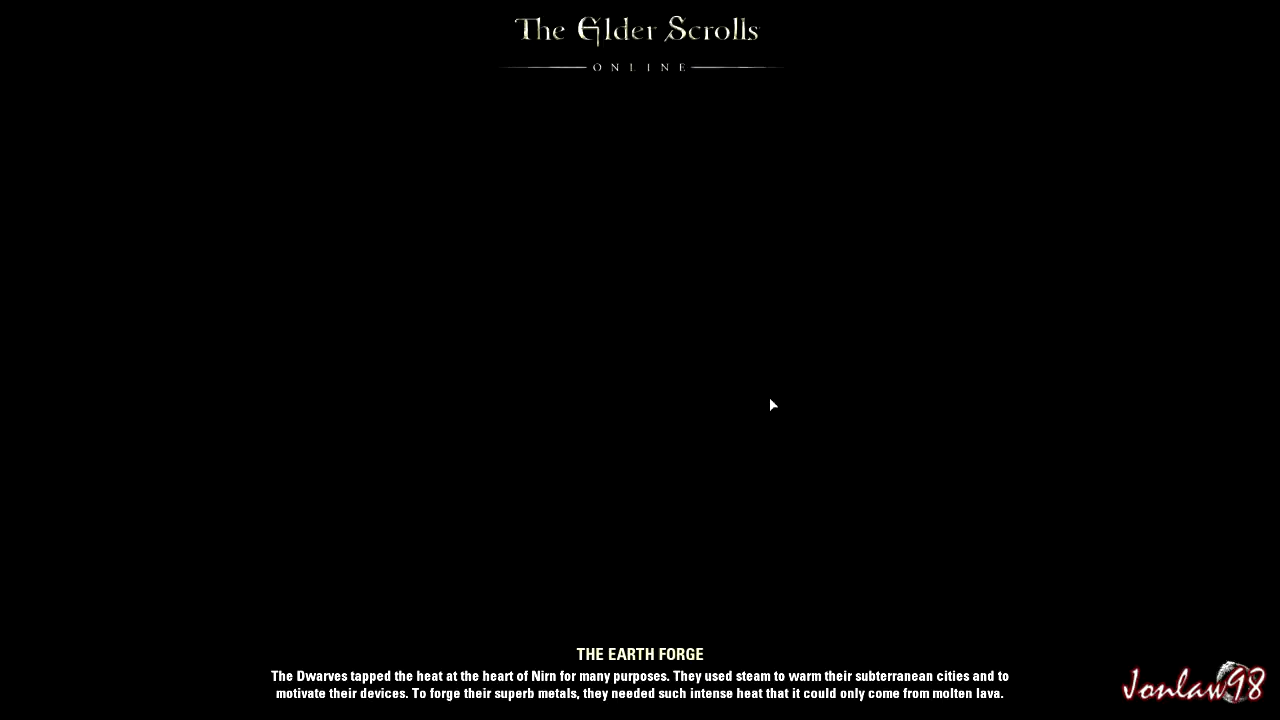 The Elder Scrolls
ONLINE
THE EARTH FORGE
The Dwarves tapped the heat at the heart of Nirn for many purposes. They used steam to warm their subterranean cities and to
motivate their devices. To forge their superb metals, they needed such intense heat that it could only come from molten lava.
Jonlaw98